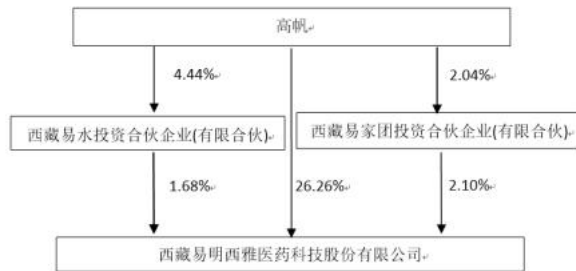 高帆
4.44%
2.04%
西藏易水投资合伙企业(有限合伙)
西藏易家团投资合伙企业(有限合伙)
1.68%
26.26%
2.10%
西藏易明西雅医药科技股份有限公司